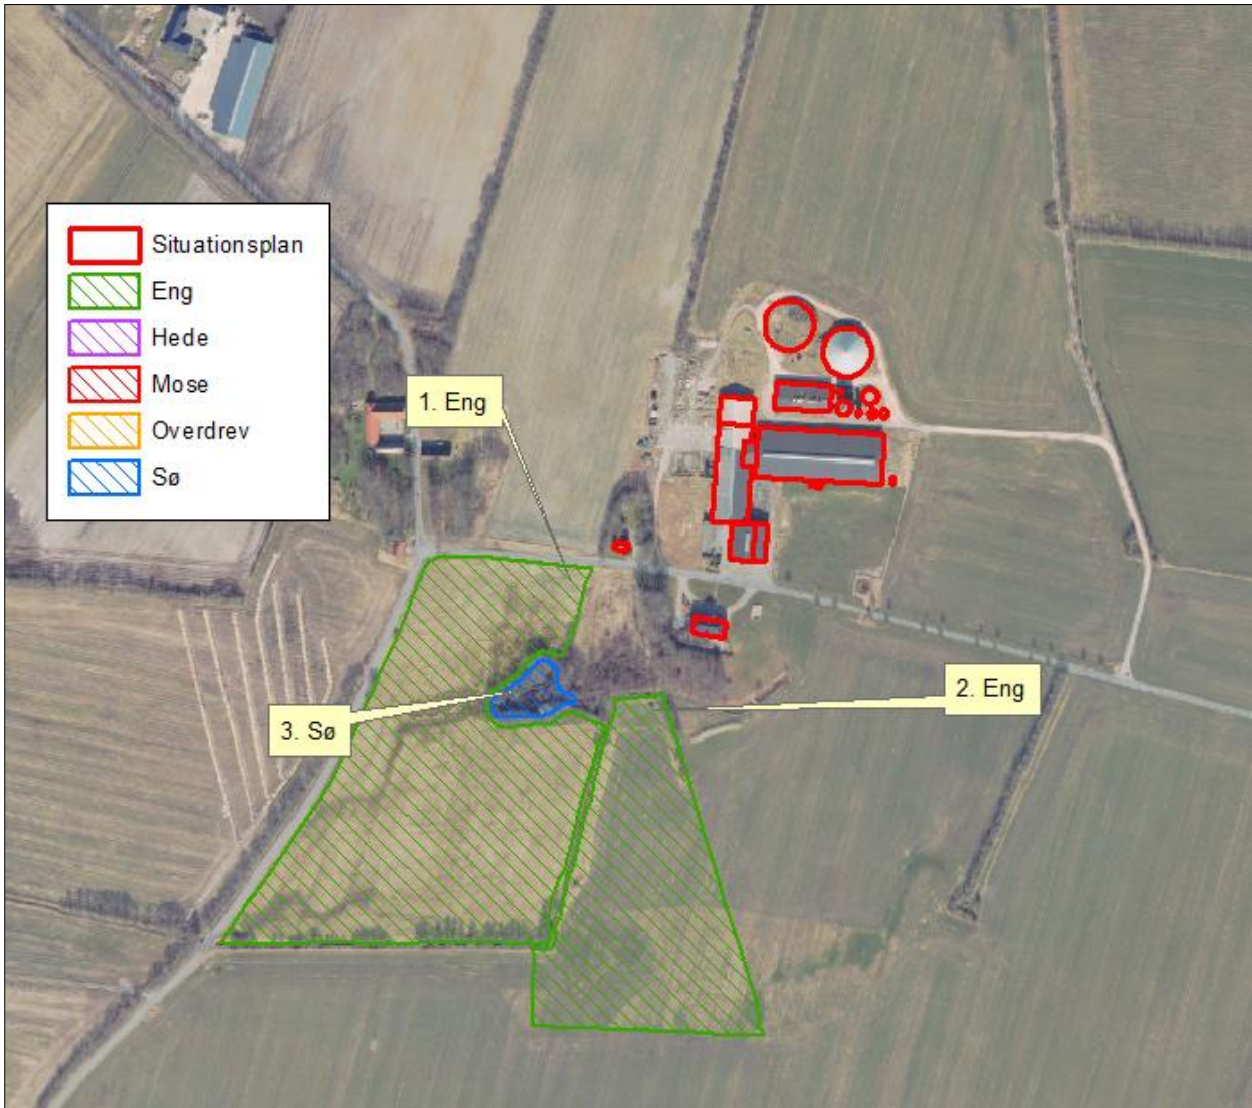 Situationsplan
Eng
Hede
Mose
Overdrev
Sø
1. Eng
2. Eng
3. Sø